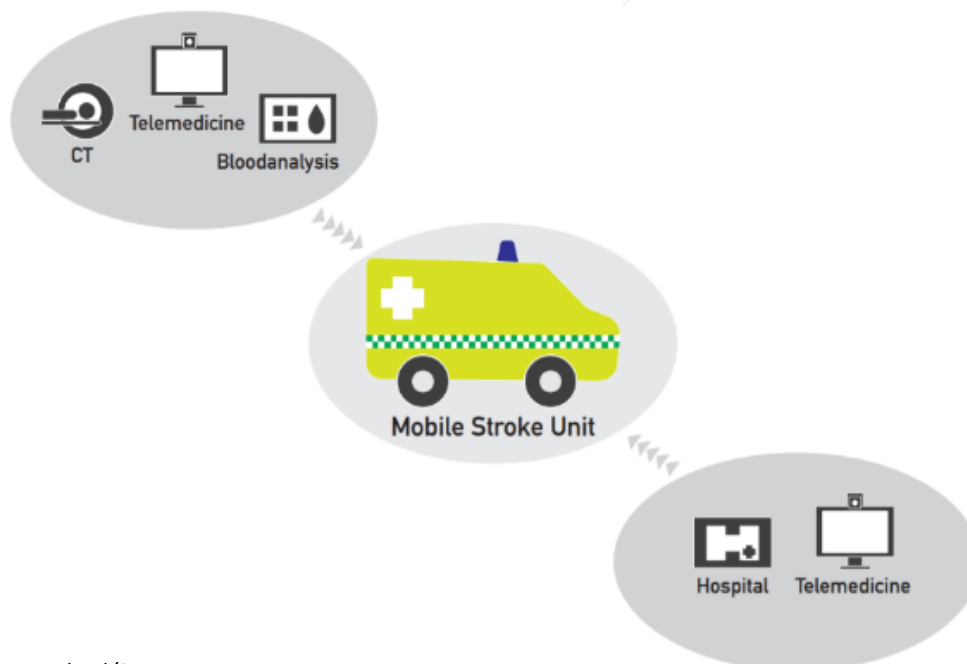 Telemedicine
CT
Bloodanalysis
Mobile Stroke Unit
Hospital
Telemedicine